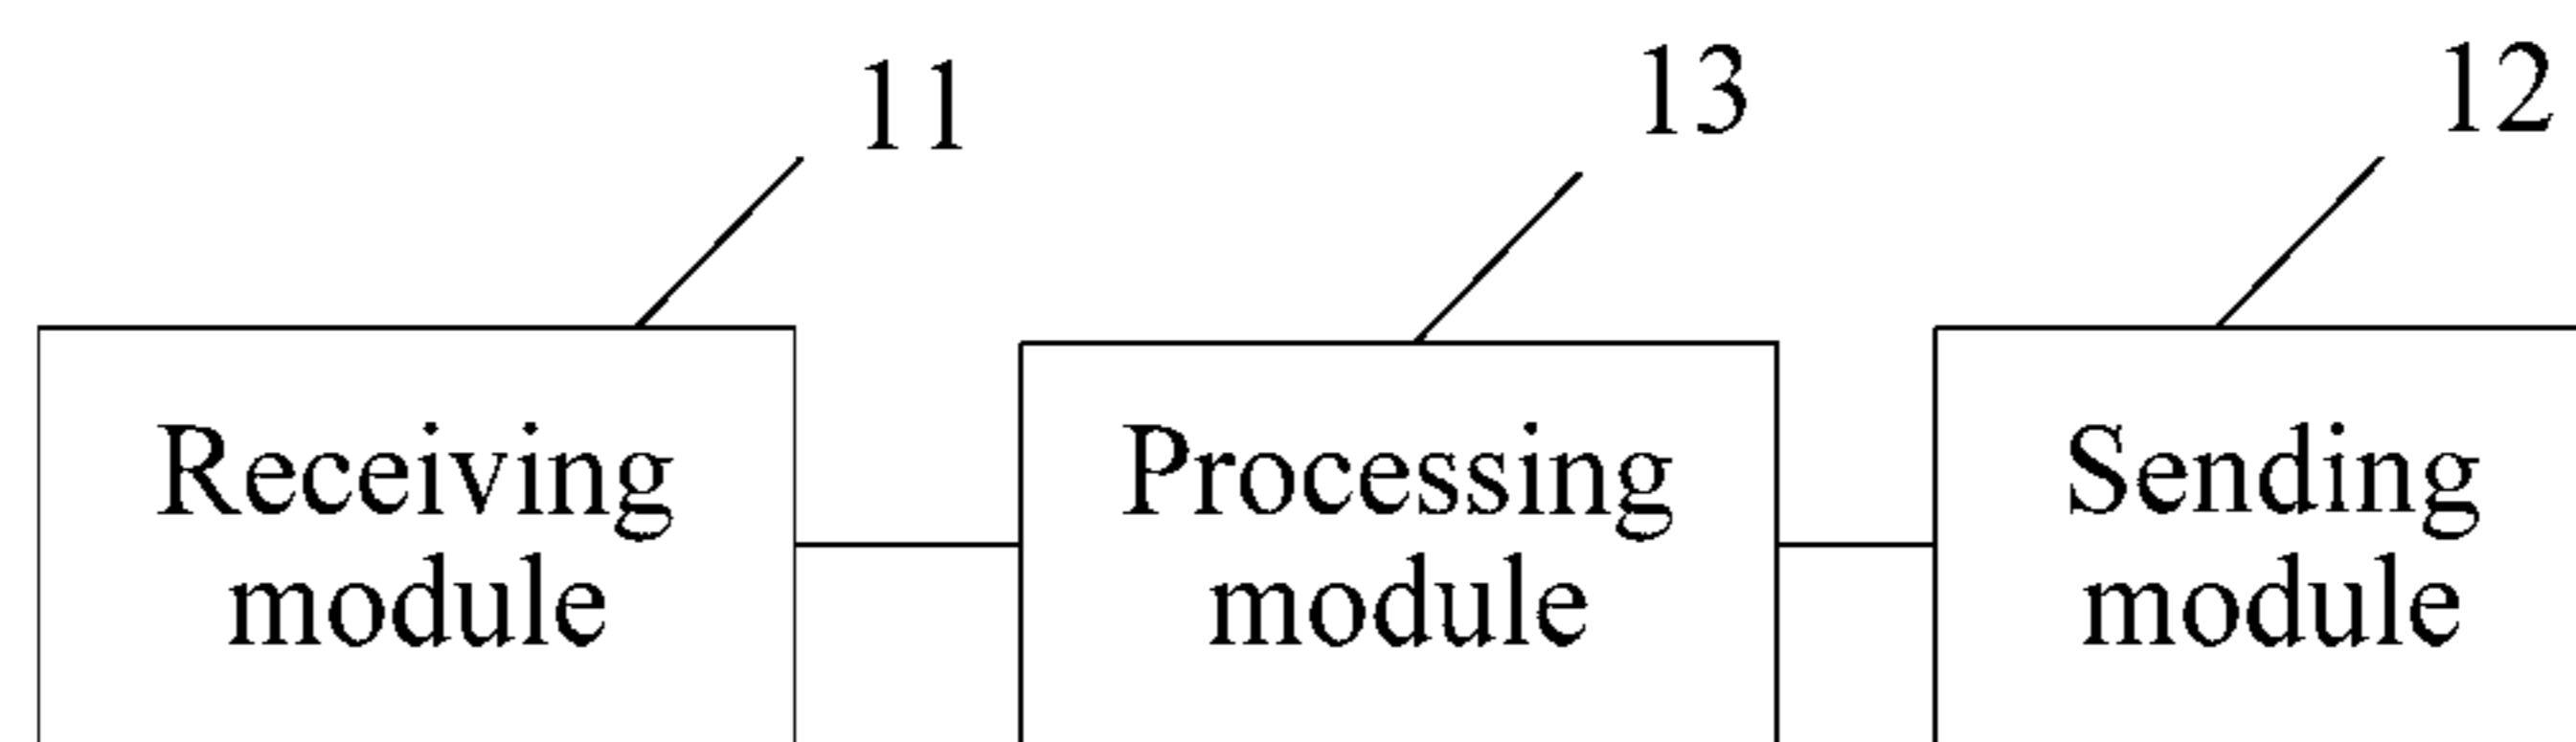 11
13
12
Receiving
module
Processing
module
Sending
module